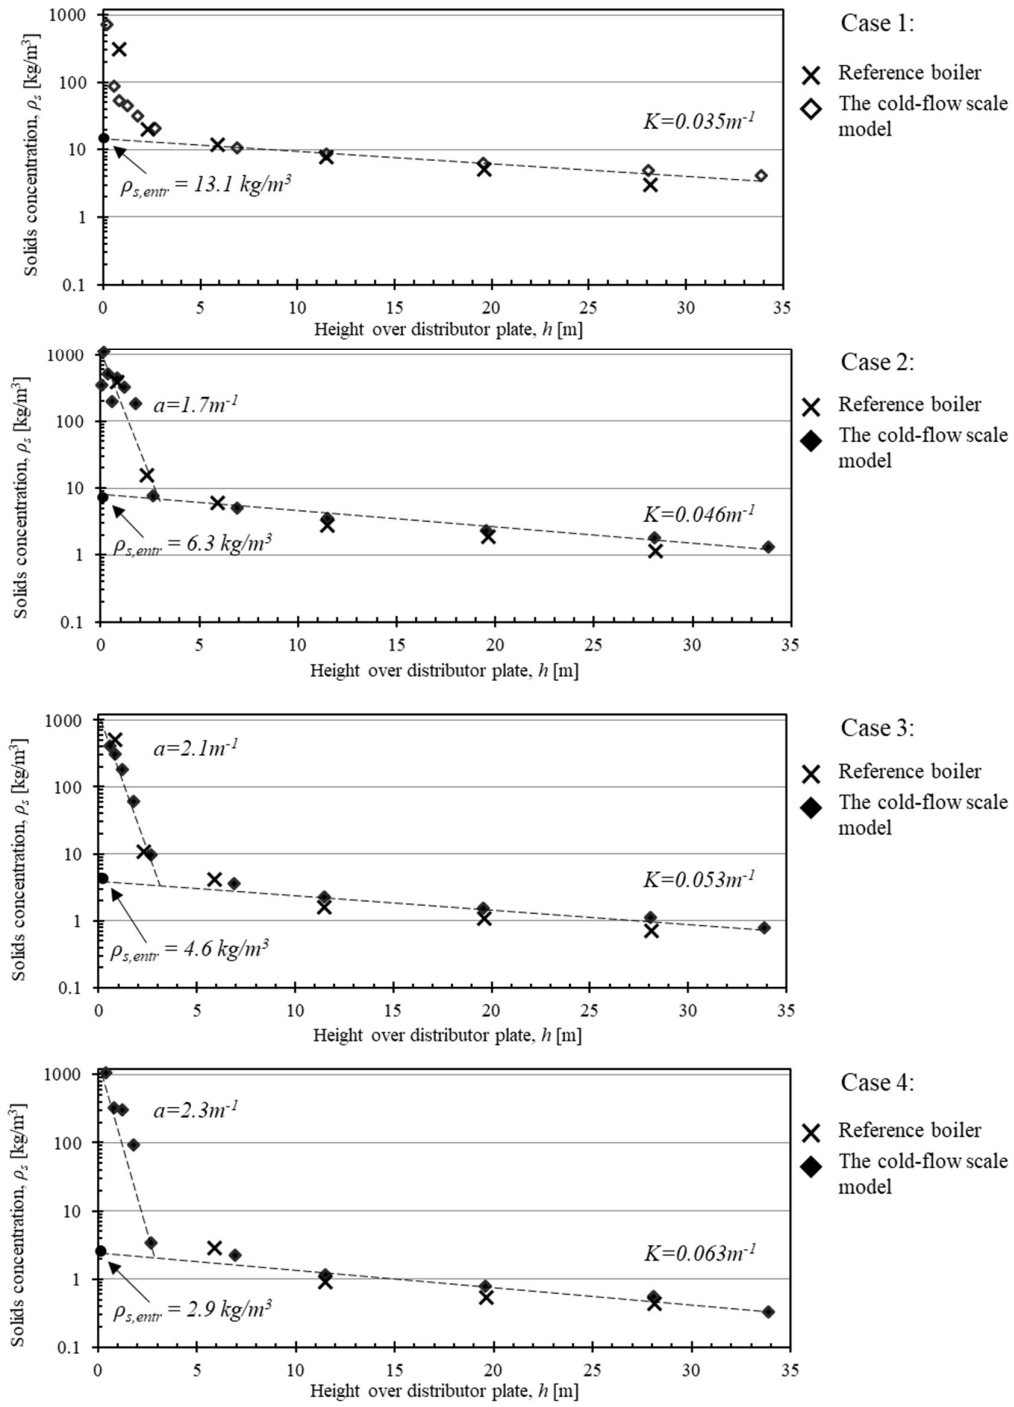 1000
100
10
1
0.1
Solids concentration, ρs [kg/m³]
K=0.035m⁻¹
ρs,entr = 13.1 kg/m³
0 5 10 15 20 25 30 35
Height over distributor plate, h [m]
Case 1:
Reference boiler
The cold-flow scale
model
1000
100
10
1
0.1
Solids concentration, ρs [kg/m³]
a=1.7m⁻¹
K=0.046m⁻¹
ρs,entr = 6.3 kg/m³
0 5 10 15 20 25 30 35
Height over distributor plate, h [m]
Case 2:
Reference boiler
The cold-flow scale
model
1000
100
10
1
0.1
Solids concentration, ρs [kg/m³]
a=2.1m⁻¹
K=0.053m⁻¹
ρs,entr = 4.6 kg/m³
0 5 10 15 20 25 30 35
Height over distributor plate, h [m]
Case 3:
Reference boiler
The cold-flow scale
model
1000
100
10
1
0.1
Solids concentration, ρs [kg/m³]
a=2.3m⁻¹
K=0.063m⁻¹
ρs,entr = 2.9 kg/m³
0 5 10 15 20 25 30 35
Height over distributor plate, h [m]
Case 4:
Reference boiler
The cold-flow scale
model